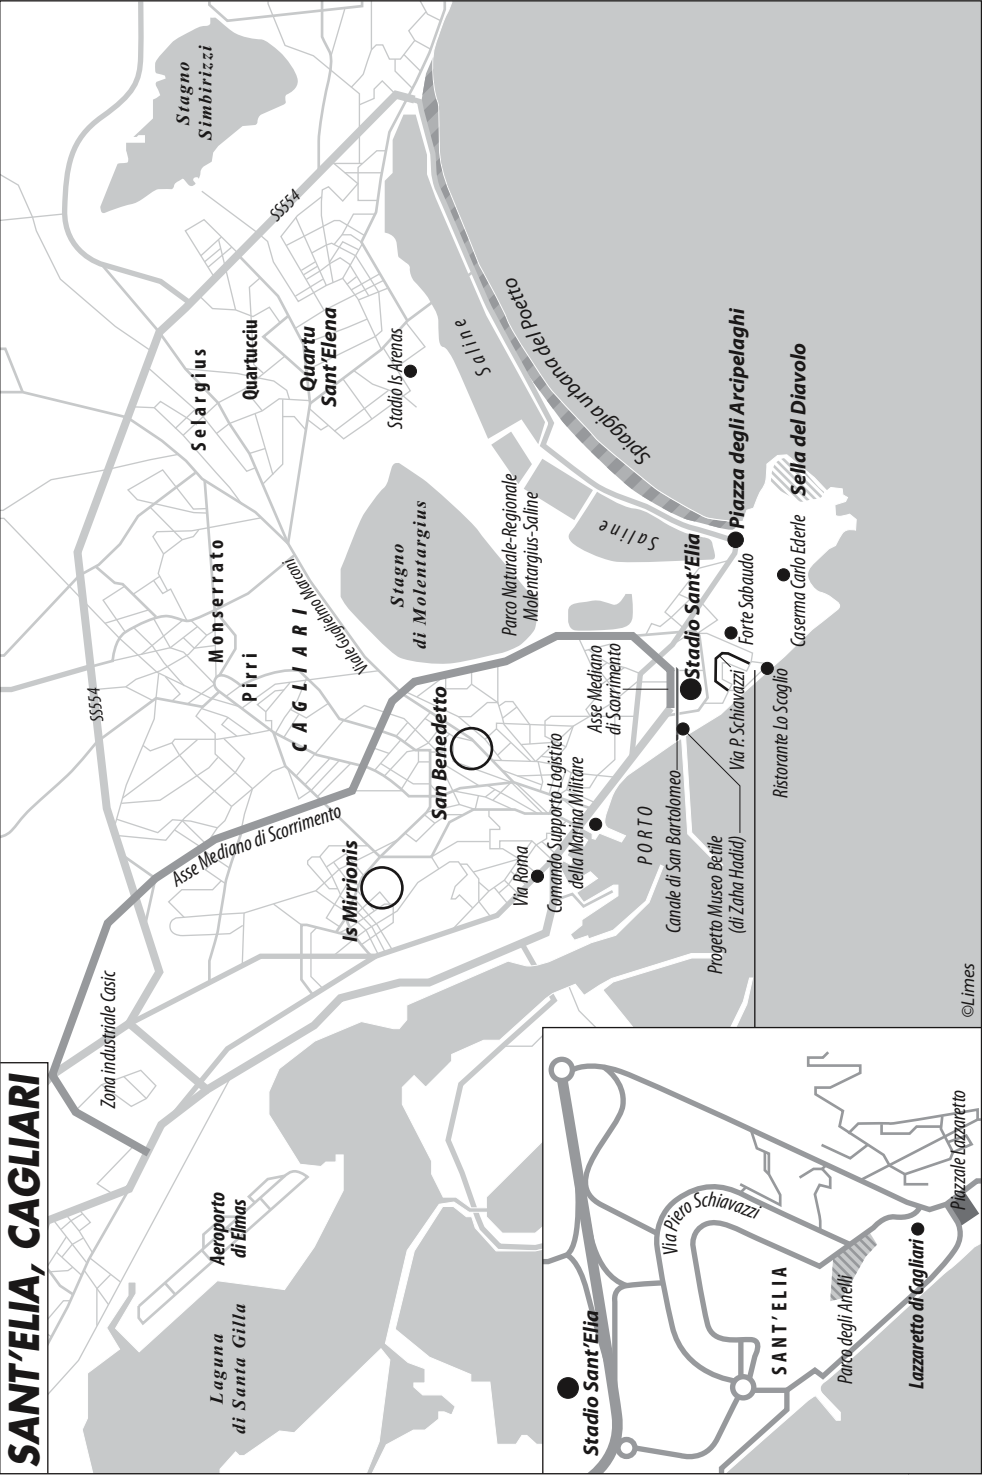 SANT'ELIA, CAGLIARI
Zona industriale Casic
SS554
Asse Mediano di Scorrimento
Aeroporto
di Elmas
Laguna
di Santa Gilla
Is Mirrionis
San Benedetto
CAGLIARI
Pirri
Monserrato
Viale Guglielmo Marconi
Selargius
Quartucciu
Quartu
Sant'Elena
SS554
Stagno
Simbirizzi
Stadio Is Arenas
Stagno
di Molentargius
Saline
Parco Naturale-Regionale
Molentargius-Saline
Saline
Spiaggia urbana del Poetto
Via Roma
Comando Supporto Logistico
della Marina Militare
Asse Mediano
di Scorrimento
PORTO
Canale di San Bartolomeo
Stadio Sant'Elia
Progetto Museo Betile
(di Zaha Hadid)
Via P. Schiavazzi
Forte Sabaudo
Piazza degli Arcipelaghi
Ristorante Lo Scoglio
Caserma Carlo Ederle
Sella del Diavolo
Stadio Sant'Elia
Via Piero Schiavazzi
SANT'ELIA
Parco degli Anelli
Lazzaretto di Cagliari
Piazzale Lazzaretto
©Limes